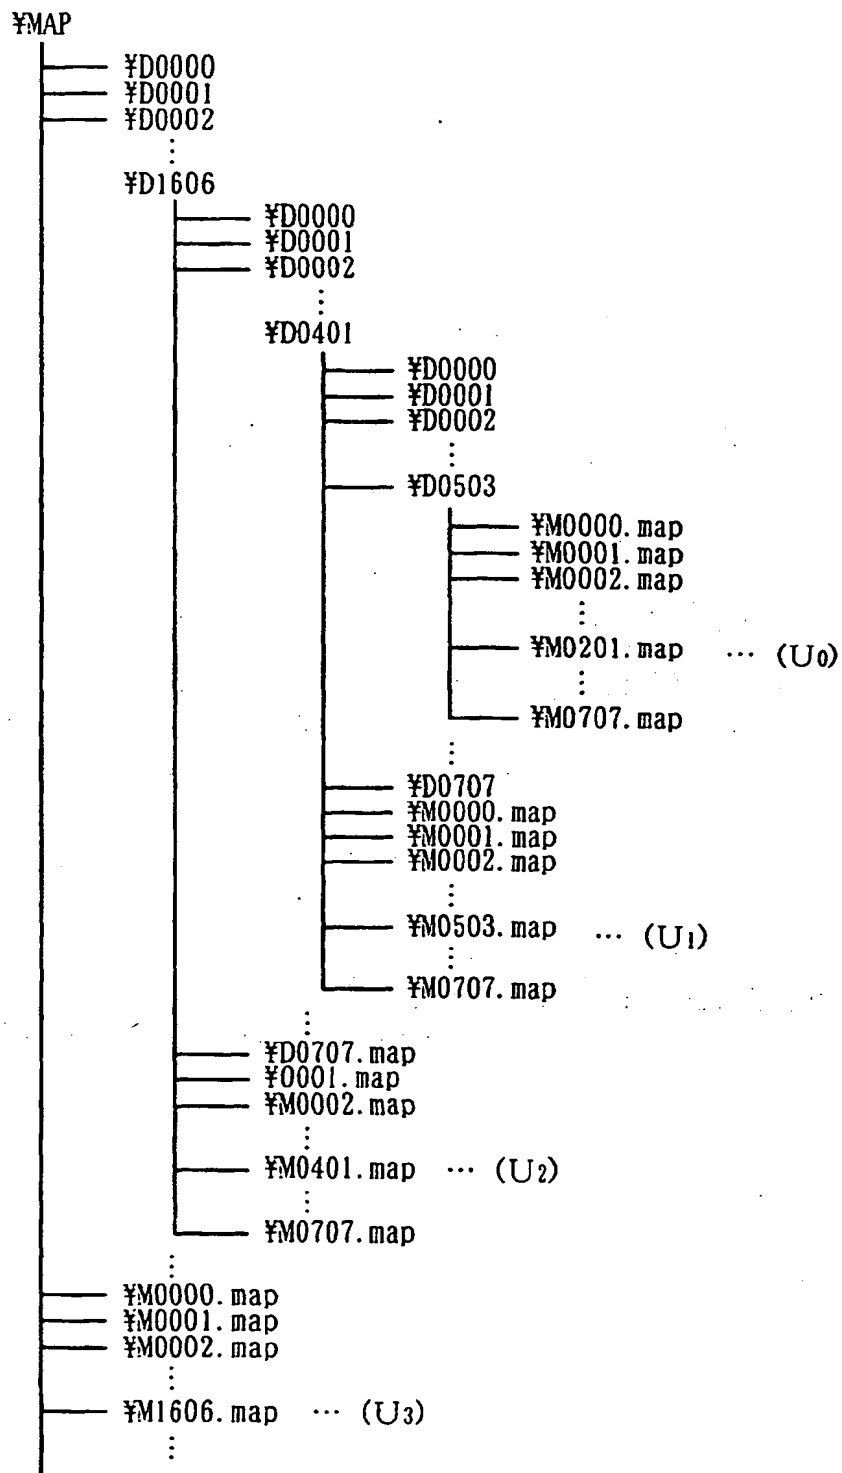 ¥MAP
¥D0000
¥D0001
¥D0002
⋮
¥D1606
¥D0000
¥D0001
¥D0002
⋮
¥D0401
¥D0000
¥D0001
¥D0002
⋮
¥D0503
¥M0000.map
¥M0001.map
¥M0002.map
⋮
¥M0201.map ··· (U0)
⋮
¥M0707.map
⋮
¥D0707
¥M0000.map
¥M0001.map
¥M0002.map
⋮
¥M0503.map ··· (U1)
⋮
¥M0707.map
⋮
¥D0707.map
¥0001.map
¥M0002.map
⋮
¥M0401.map ··· (U2)
⋮
¥M0707.map
⋮
¥M0000.map
¥M0001.map
¥M0002.map
⋮
¥M1606.map ··· (U3)
⋮